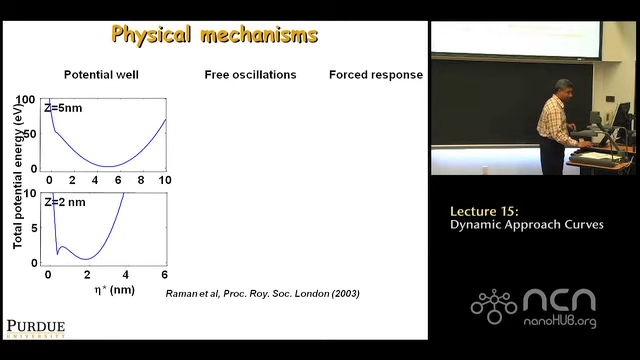 Physical mechanisms
Potential well
Free oscillations
Forced response
Total potential energy (eV)
100
50
0
Z=5nm
0 2 4 6 8 10
10
5
0
Z=2 nm
0 2 4 6
η* (nm)
Raman et al, Proc. Roy. Soc. London (2003)
PURDUE
UNIVERSITY
Lecture 15:
Dynamic Approach Curves
ncn
nanoHUB.org